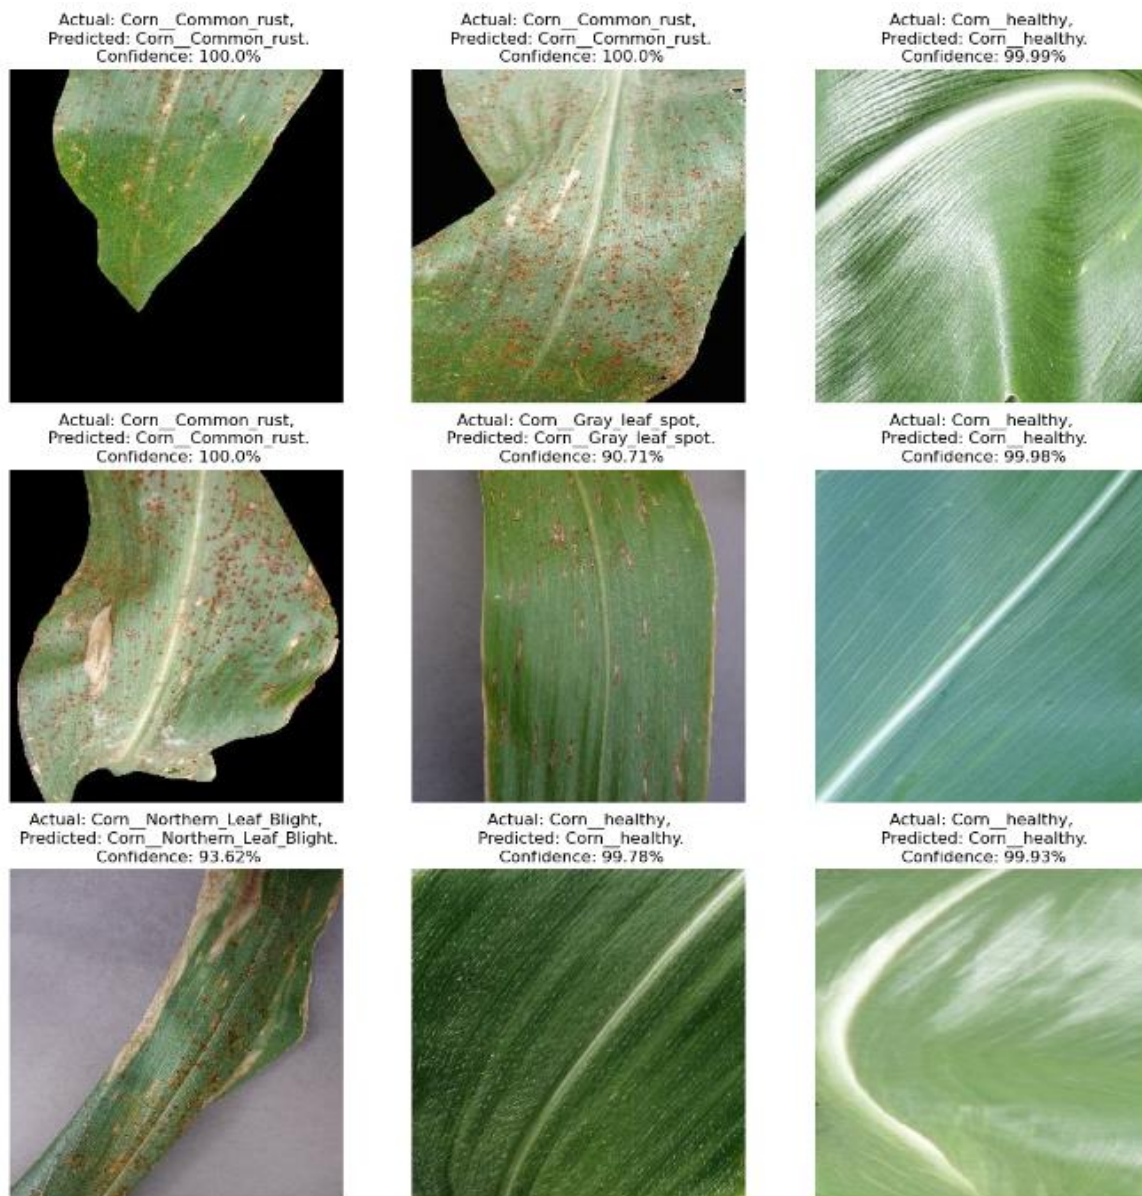 Actual: Corn__Common_rust,
Predicted: Corn__Common_rust.
Confidence: 100.0%
Actual: Corn__Common_rust,
Predicted: Corn__Common_rust.
Confidence: 100.0%
Actual: Corn__healthy,
Predicted: Corn__healthy.
Confidence: 99.99%
Actual: Corn__Common_rust,
Predicted: Corn__Common_rust.
Confidence: 100.0%
Actual: Corn__Gray_leaf_spot,
Predicted: Corn__Gray_leaf_spot.
Confidence: 90.71%
Actual: Corn__healthy,
Predicted: Corn__healthy.
Confidence: 99.98%
Actual: Corn__Northern_Leaf_Blight,
Predicted: Corn__Northern_Leaf_Blight.
Confidence: 93.62%
Actual: Corn__healthy,
Predicted: Corn__healthy.
Confidence: 99.78%
Actual: Corn__healthy,
Predicted: Corn__healthy.
Confidence: 99.93%